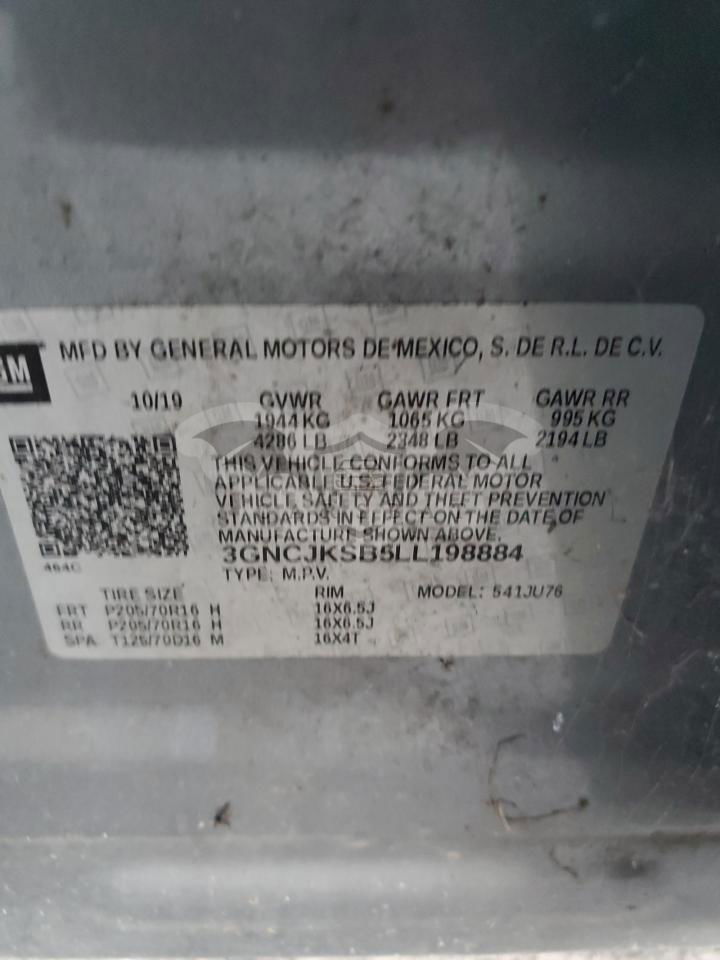 GM
MFD BY GENERAL MOTORS DE MEXICO, S. DE R.L. DE C.V.
10/19 GVWR GAWR FRT GAWR RR
1944 KG 1065 KG 995 KG
4286 LB 2348 LB 2194 LB
THIS VEHICLE CONFORMS TO ALL
APPLICABLE U.S. FEDERAL MOTOR
VEHICLE SAFETY AND THEFT PREVENTION
STANDARDS IN EFFECT ON THE DATE OF
MANUFACTURE SHOWN ABOVE.
3GNCJKSB5LL198884
464C
TYPE: M.P.V.
TIRE SIZE RIM MODEL: 541JU76
FRT P205/70R16 H 16X6.5J
RR P205/70R16 H 16X6.5J
SPA T125/70D16 M 16X4T